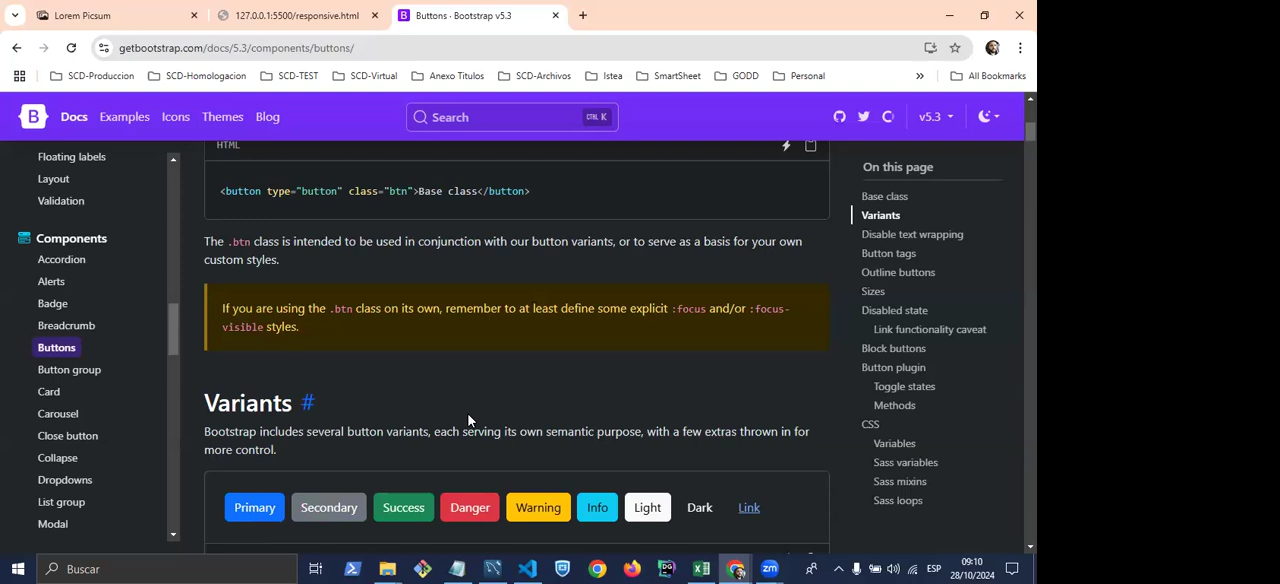 Lorem Picsum
127.0.0.1:5500/responsive.html
Buttons · Bootstrap v5.3
getbootstrap.com/docs/5.3/components/buttons/
SCD-Produccion
SCD-Homologacion
SCD-TEST
SCD-Virtual
Anexo Titulos
SCD-Archivos
Istea
SmartSheet
GODD
Personal
»
All Bookmarks
B
Docs
Examples
Icons
Themes
Blog
Search
CTRL K
v5.3
Floating labels
Layout
Validation
Components
Accordion
Alerts
Badge
Breadcrumb
Buttons
Button group
Card
Carousel
Close button
Collapse
Dropdowns
List group
Modal
HTML
<button type="button" class="btn">Base class</button>
The .btn class is intended to be used in conjunction with our button variants, or to serve as a basis for your own
custom styles.
If you are using the .btn class on its own, remember to at least define some explicit :focus and/or :focus-
visible styles.
Variants #
Bootstrap includes several button variants, each serving its own semantic purpose, with a few extras thrown in for
more control.
Primary
Secondary
Success
Danger
Warning
Info
Light
Dark
Link
On this page
Base class
Variants
Disable text wrapping
Button tags
Outline buttons
Sizes
Disabled state
Link functionality caveat
Block buttons
Button plugin
Toggle states
Methods
CSS
Variables
Sass variables
Sass mixins
Sass loops
Buscar
DG
zm
ESP
09:10
28/10/2024